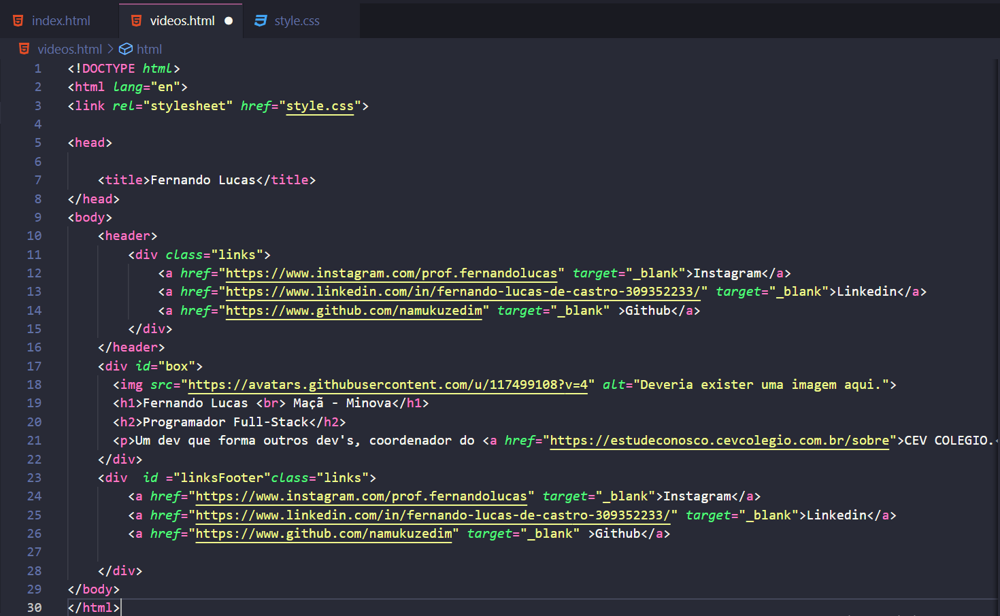 index.html videos.html style.css
videos.html > html
1 <!DOCTYPE html>
2 <html lang="en">
3 <link rel="stylesheet" href="style.css">
4
5 <head>
6
7 <title>Fernando Lucas</title>
8 </head>
9 <body>
10 <header>
11 <div class="links">
12 <a href="https://www.instagram.com/prof.fernandolucas" target="_blank">Instagram</a>
13 <a href="https://www.linkedin.com/in/fernando-lucas-de-castro-309352233/" target="_blank">Linkedin</a>
14 <a href="https://www.github.com/namukuzedim" target="_blank" >Github</a>
15 </div>
16 </header>
17 <div id="box">
18 <img src="https://avatars.githubusercontent.com/u/117499108?v=4" alt="Deveria exister uma imagem aqui.">
19 <h1>Fernando Lucas <br> Maçã - Minova</h1>
20 <h2>Programador Full-Stack</h2>
21 <p>Um dev que forma outros dev's, coordenador do <a href="https://estudeconosco.cevcolegio.com.br/sobre">CEV COLEGIO.
22 </div>
23 <div  id ="linksFooter"class="links">
24 <a href="https://www.instagram.com/prof.fernandolucas" target="_blank">Instagram</a>
25 <a href="https://www.linkedin.com/in/fernando-lucas-de-castro-309352233/" target="_blank">Linkedin</a>
26 <a href="https://www.github.com/namukuzedim" target="_blank" >Github</a>
27
28 </div>
29 </body>
30 </html>